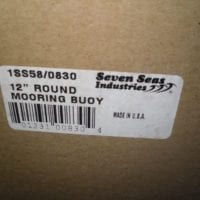 1SS58/0830
Seven Seas
Industries
12" ROUND
MOORING BUOY
MADE IN U.S.A.
01231 00830 4